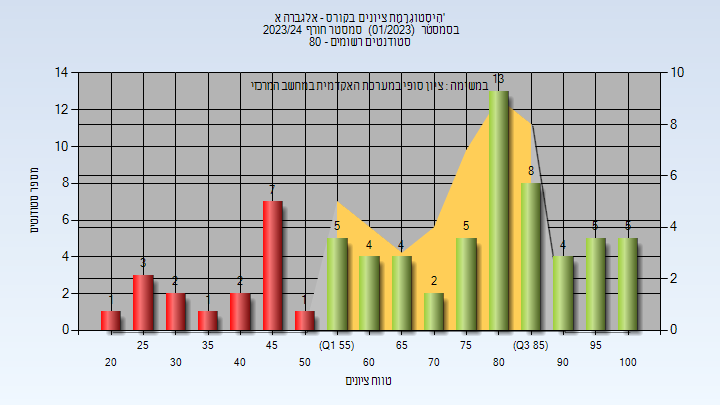 היסטוגרמת ציונים בקורס - אלגברה א'
בסמסטר (01/2023) סמסטר חורף 2023/24
סטודנטים רשומים - 80
במשימה : ציון סופי במערכת האקדמית במחשב המרכזי
מספר סטודנטים
14 12 10 8 6 4 2 0
10 8 6 4 2 0
1 3 2 1 2 7 1 5 4 4 2 5 13 8 4 5 5
25 35 45 (Q1 55) 65 75 (Q3 85) 95
20 30 40 50 60 70 80 90 100
טווח ציונים